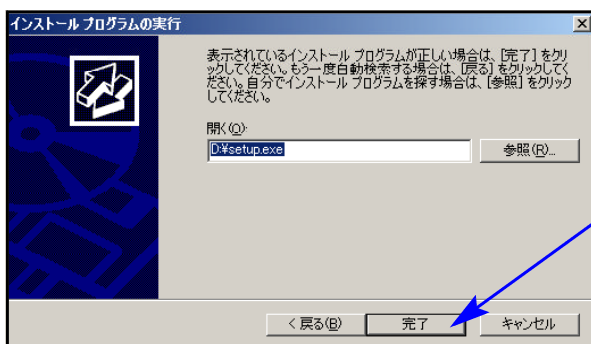 インストール プログラムの実行
表示されているインストール プログラムが正しい場合は、[完了] をクリ
ックしてください。もう一度自動検索する場合は、[戻る] をクリックしてく
ださい。自分でインストール プログラムを探す場合は、[参照] をクリック
してください。
開く(O):
D:¥setup.exe
参照(R)...
< 戻る(B)
完了
キャンセル